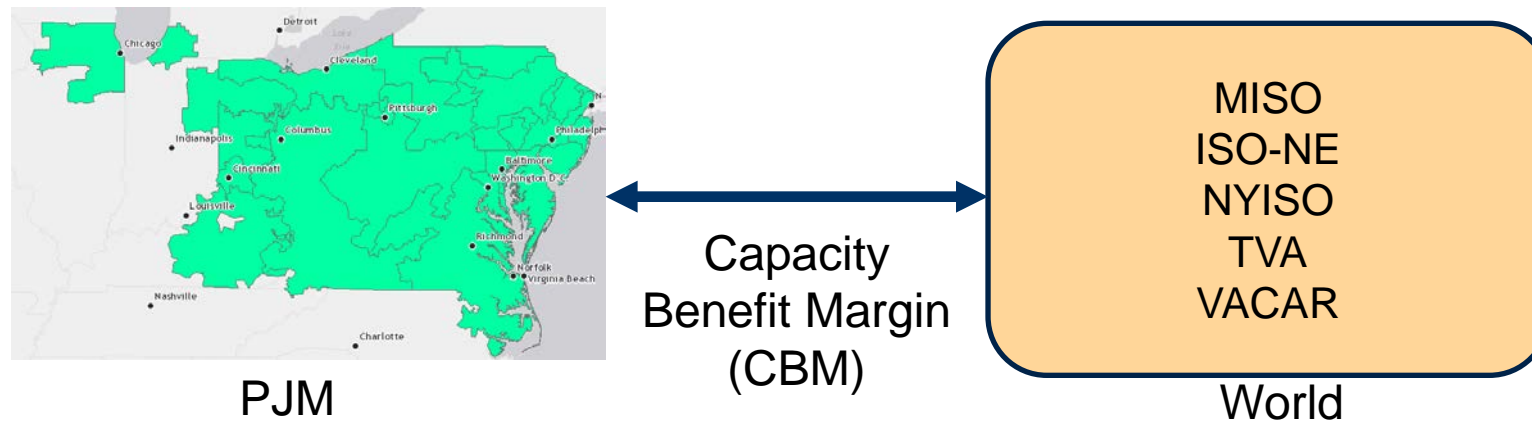 Detroit
Chicago
Cleveland
Pittsburgh
Philadelph
Columbus
Indianapolis
Baltimore
Washington D.C.
Cincinnati
Louisville
Richmond
Norfolk
Virginia Beach
Nashville
Charlotte
PJM
Capacity
Benefit Margin
(CBM)
MISO
ISO-NE
NYISO
TVA
VACAR
World